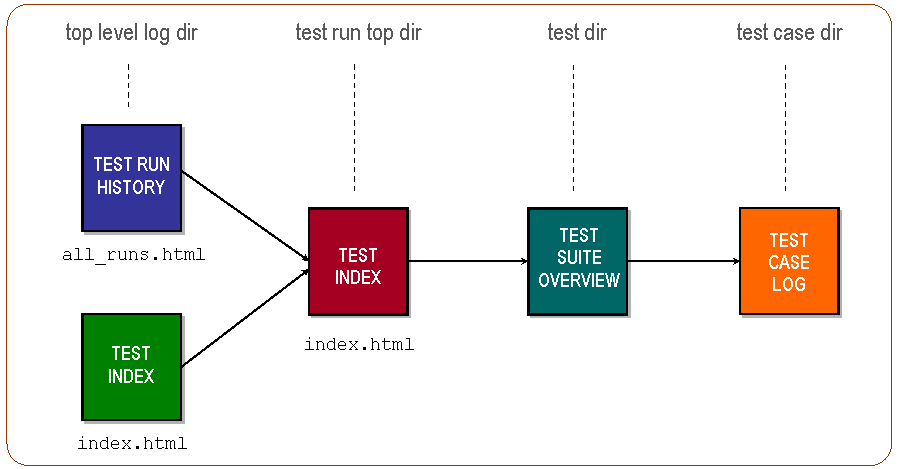 top level log dir
test run top dir
test dir
test case dir
TEST RUN
HISTORY
all_runs.html
TEST
INDEX
index.html
TEST
INDEX
index.html
TEST
SUITE
OVERVIEW
TEST
CASE
LOG